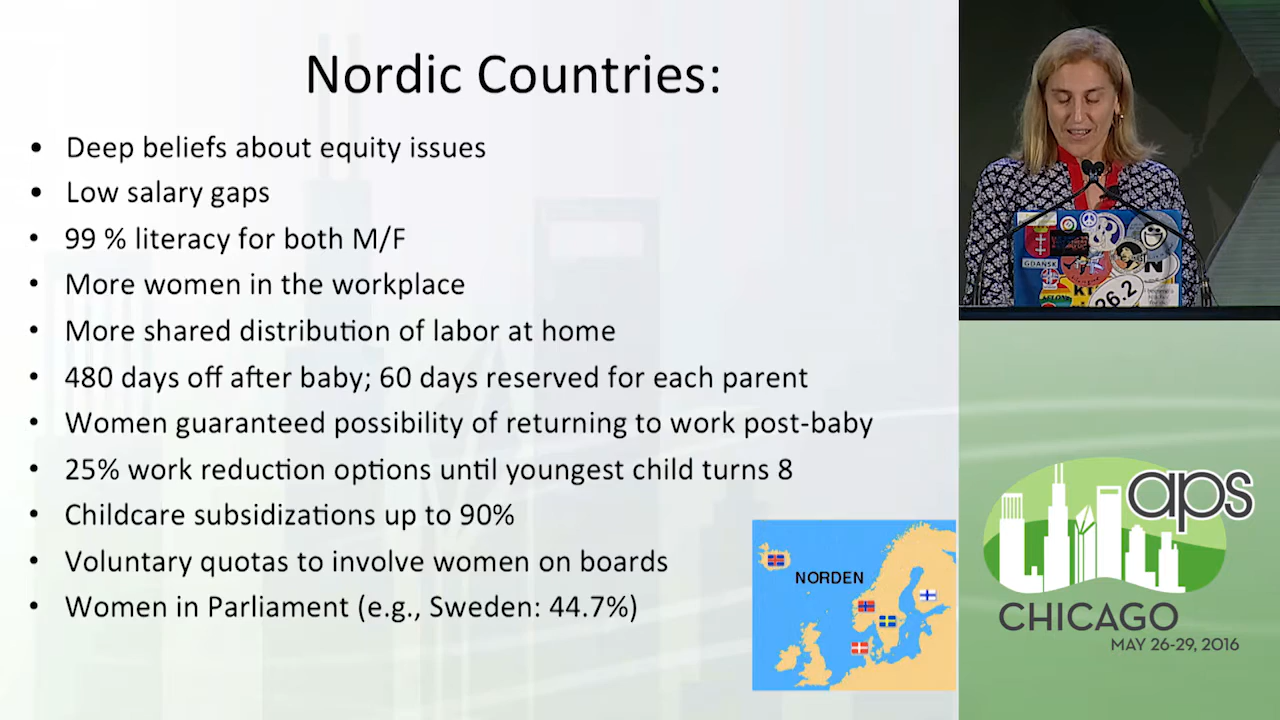 Nordic Countries:
• Deep beliefs about equity issues
• Low salary gaps
• 99 % literacy for both M/F
• More women in the workplace
• More shared distribution of labor at home
• 480 days off after baby; 60 days reserved for each parent
• Women guaranteed possibility of returning to work post-baby
• 25% work reduction options until youngest child turns 8
• Childcare subsidizations up to 90%
• Voluntary quotas to involve women on boards
• Women in Parliament (e.g., Sweden: 44.7%)
NORDEN
GDAŃSK
N
26.2
aps
CHICAGO
MAY 26-29, 2016